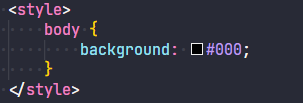 <style>
body {
background: #000;
}
</style>